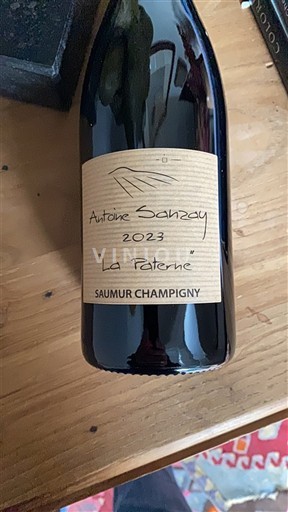 Antoine Sanzay
2023
"La Paterne"
SAUMUR CHAMPIGNY